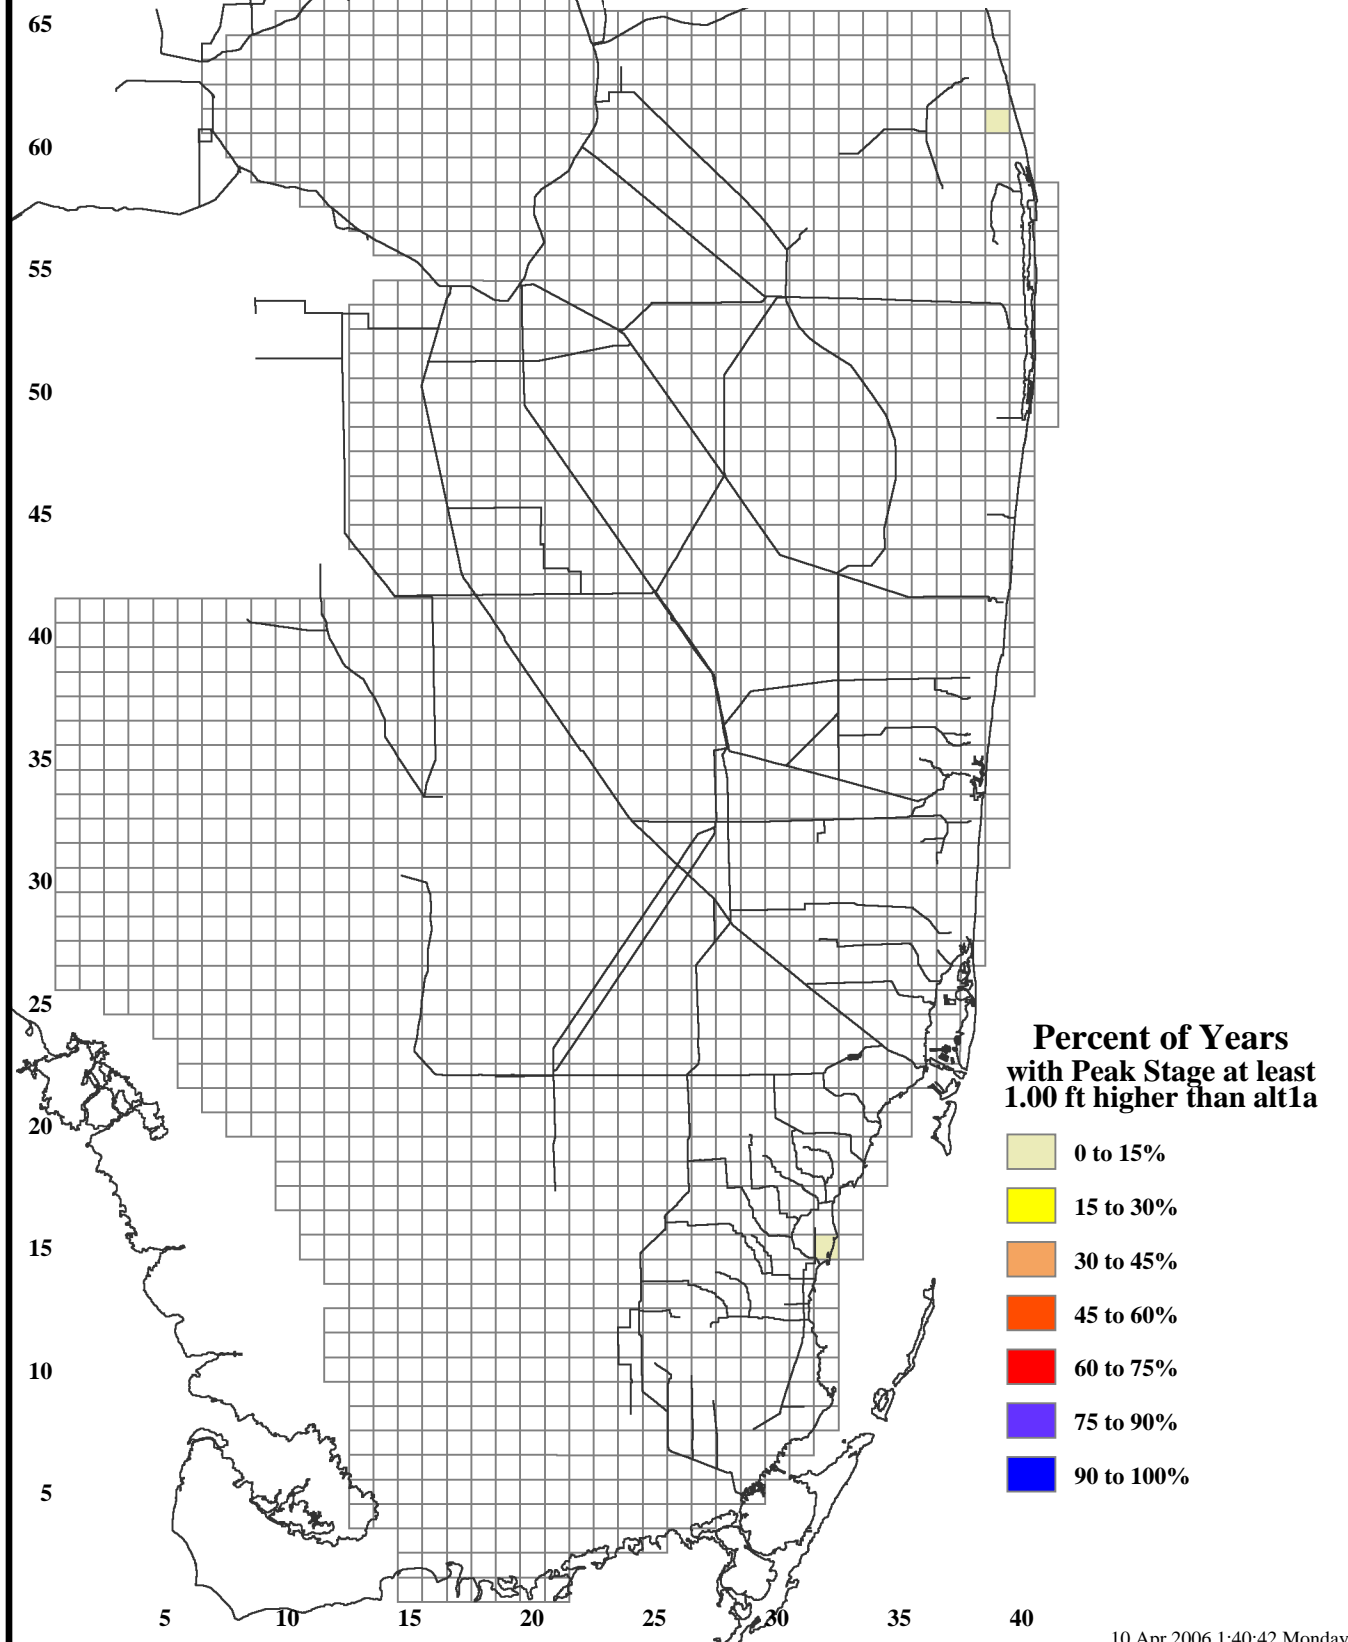 65
60
55
50
45
40
35
30
25
20
15
10
5
Percent of Years
with Peak Stage at least
1.00 ft higher than alt1a
0 to 15%
15 to 30%
30 to 45%
45 to 60%
60 to 75%
75 to 90%
90 to 100%
5 10 15 20 25 30 35 40
10 Apr 2006 1:40:42 Monday